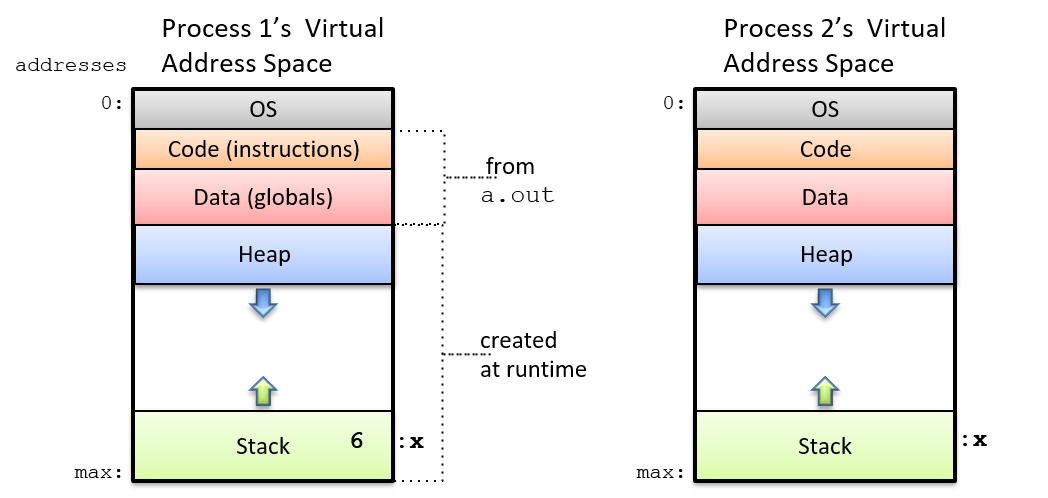 Process 1's Virtual
Address Space
addresses
0:
OS
Code (instructions)
Data (globals)
Heap
Stack
6
:x
max:
from
a.out
created
at runtime
Process 2's Virtual
Address Space
0:
OS
Code
Data
Heap
Stack
:x
max: